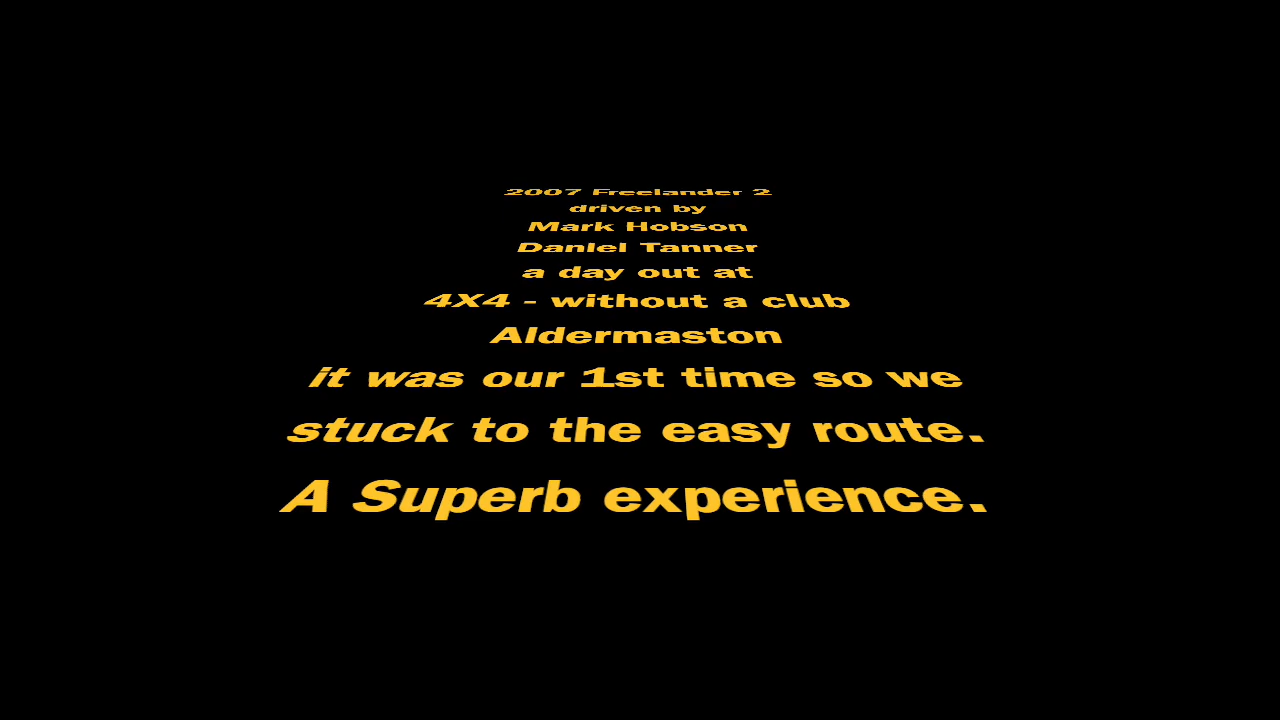 2007 Freelander 2
driven by
Mark Hobson
Daniel Tanner
a day out at
4X4 - without a club
Aldermaston
it was our 1st time so we
stuck to the easy route.
A Superb experience.